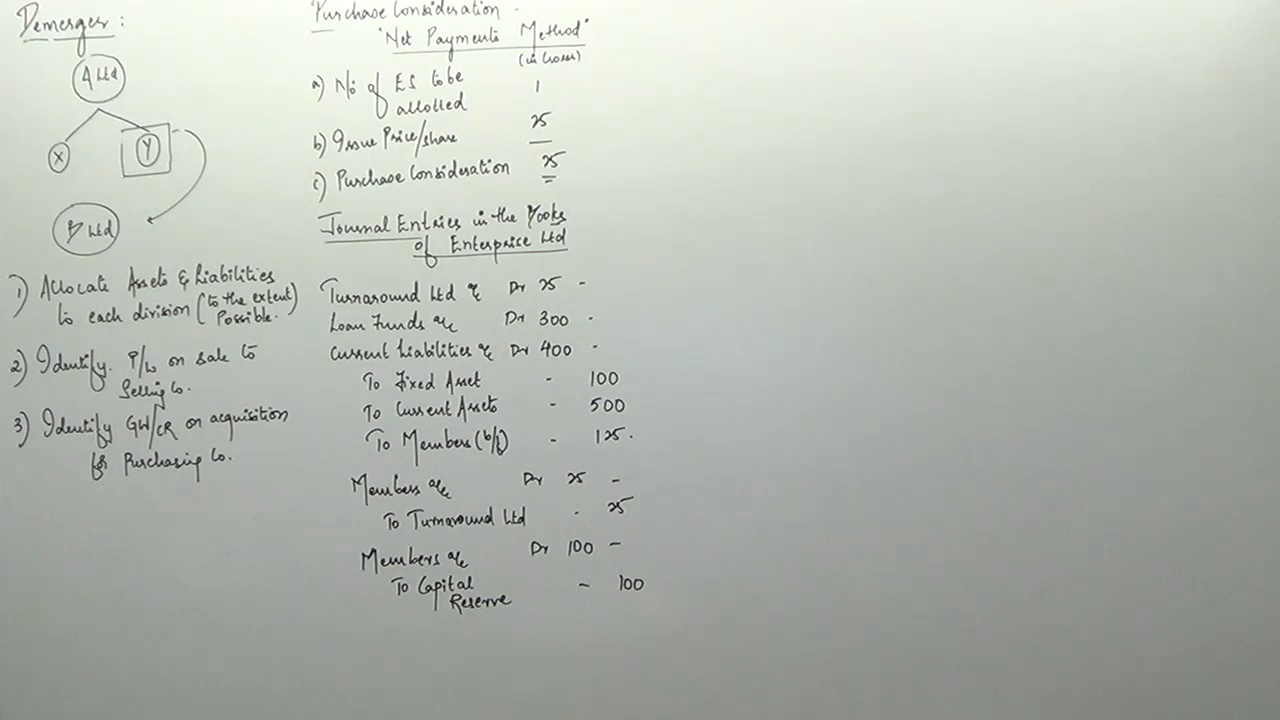 Demerger :
A Ltd
X
Y
B Ltd
1) Allocate Assets & Liabilities
to each division (to the extent)
Possible.
2) Identify P/L on sale to
Selling Co.
3) Identify GW/CR on acquisition
for Purchasing Co.
Purchase Consideration -
"Net Payments Method"
(in crores)
a) No of ES to be 1
allotted
b) Issue Price/share 25
c) Purchase Consideration 25
Journal Entries in the Books
of Enterprise Ltd
Turnaround Ltd a/c Dr 25 -
Loan Funds a/c Dr 300 -
Current Liabilities a/c Dr 400 -
To Fixed Asset - 100
To Current Assets - 500
To Members (b/f) - 125.
Members a/c Dr 25 -
To Turnaround Ltd - 25
Members a/c Dr 100 -
To Capital - 100
Reserve